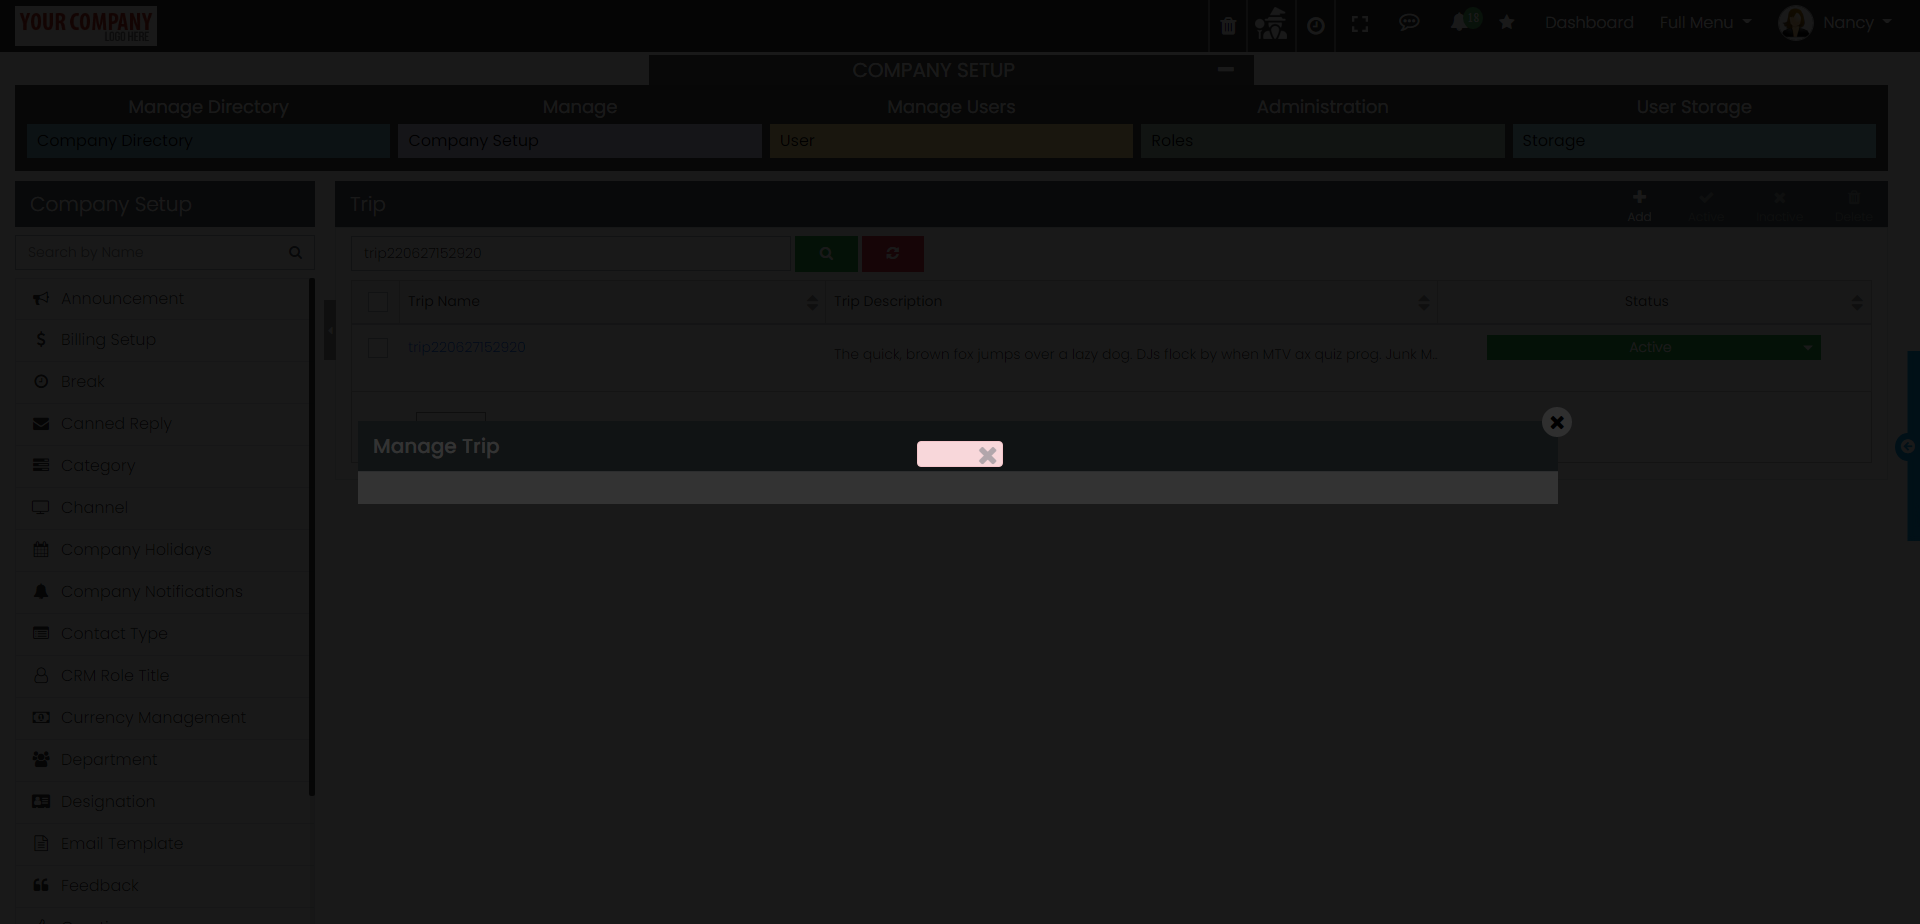 YOUR COMPANY
LOGO HERE
18
Dashboard
Full Menu
Nancy
COMPANY SETUP
Manage Directory
Manage
Manage Users
Administration
User Storage
Company Directory
Company Setup
User
Roles
Storage
Company Setup
Trip
Add
Search by Name
trip220627152920
Announcement
Billing Setup
Break
Canned Reply
Category
Channel
Company Holidays
Company Notifications
Contact Type
CRM Role Title
Currency Management
Department
Designation
Email Template
Feedback
Trip Name
Trip Description
Status
trip220627152920
The quick, brown fox jumps over a lazy dog. DJs flock by when MTV ax quiz prog. Junk M...
Active
Manage Trip